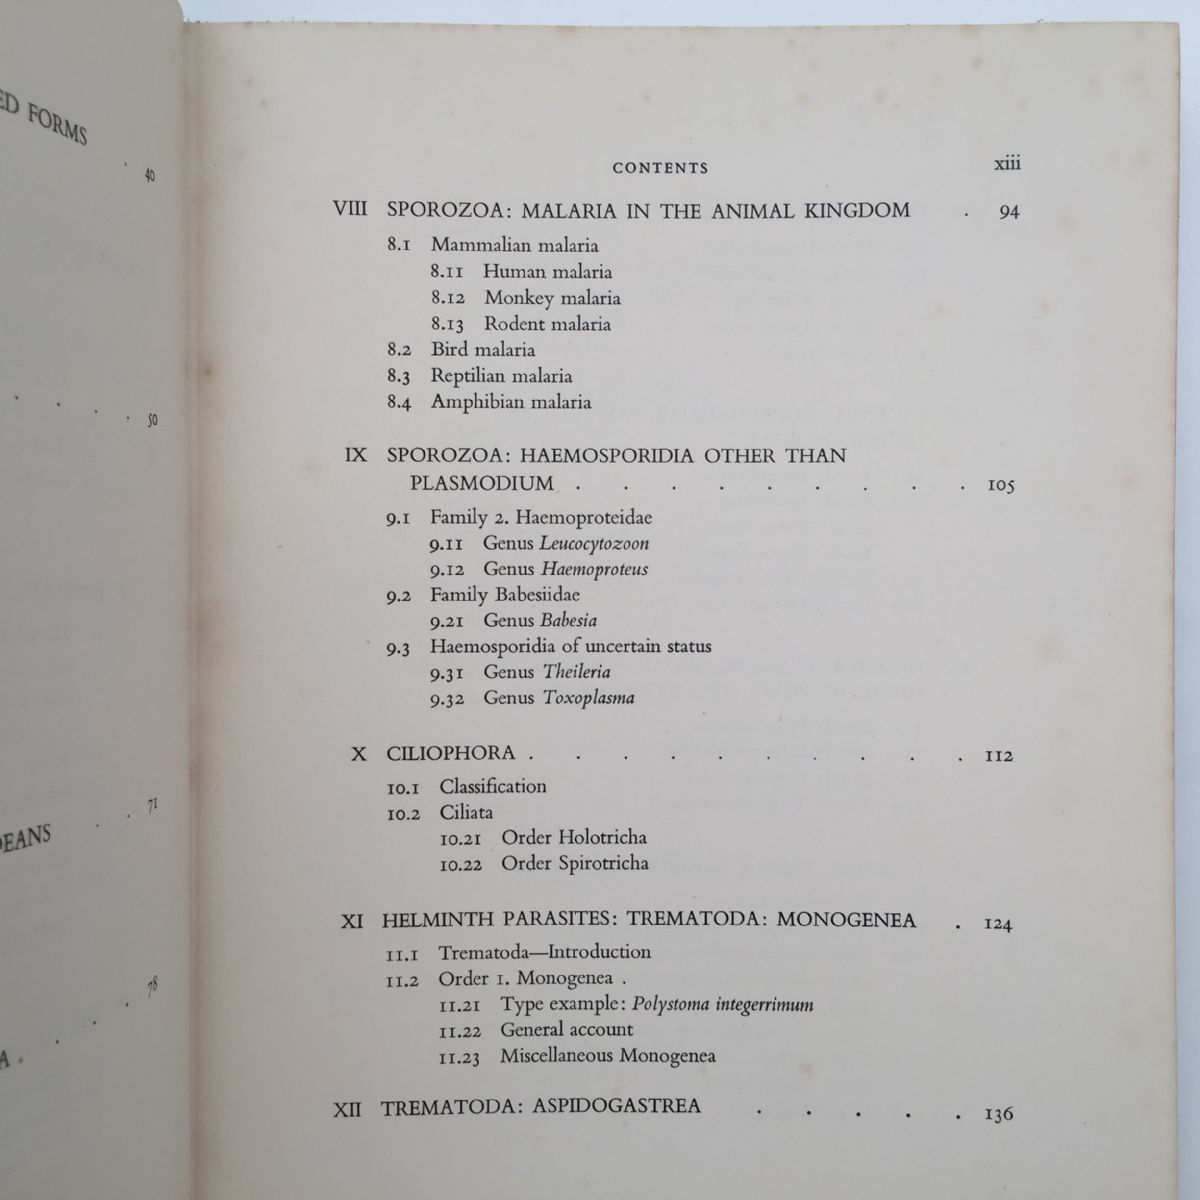 ED FORMS
40
50
71
DEANS
78
A .
CONTENTS xiii
VIII SPOROZOA: MALARIA IN THE ANIMAL KINGDOM . 94
8.1 Mammalian malaria
8.11 Human malaria
8.12 Monkey malaria
8.13 Rodent malaria
8.2 Bird malaria
8.3 Reptilian malaria
8.4 Amphibian malaria
IX SPOROZOA: HAEMOSPORIDIA OTHER THAN
PLASMODIUM . . . . . . . . . 105
9.1 Family 2. Haemoproteidae
9.11 Genus Leucocytozoon
9.12 Genus Haemoproteus
9.2 Family Babesiidae
9.21 Genus Babesia
9.3 Haemosporidia of uncertain status
9.31 Genus Theileria
9.32 Genus Toxoplasma
X CILIOPHORA . . . . . . . . . . 112
10.1 Classification
10.2 Ciliata
10.21 Order Holotricha
10.22 Order Spirotricha
XI HELMINTH PARASITES: TREMATODA: MONOGENEA . 124
11.1 Trematoda—Introduction
11.2 Order 1. Monogenea .
11.21 Type example: Polystoma integerrimum
11.22 General account
11.23 Miscellaneous Monogenea
XII TREMATODA: ASPIDOGASTREA . . . . . 136